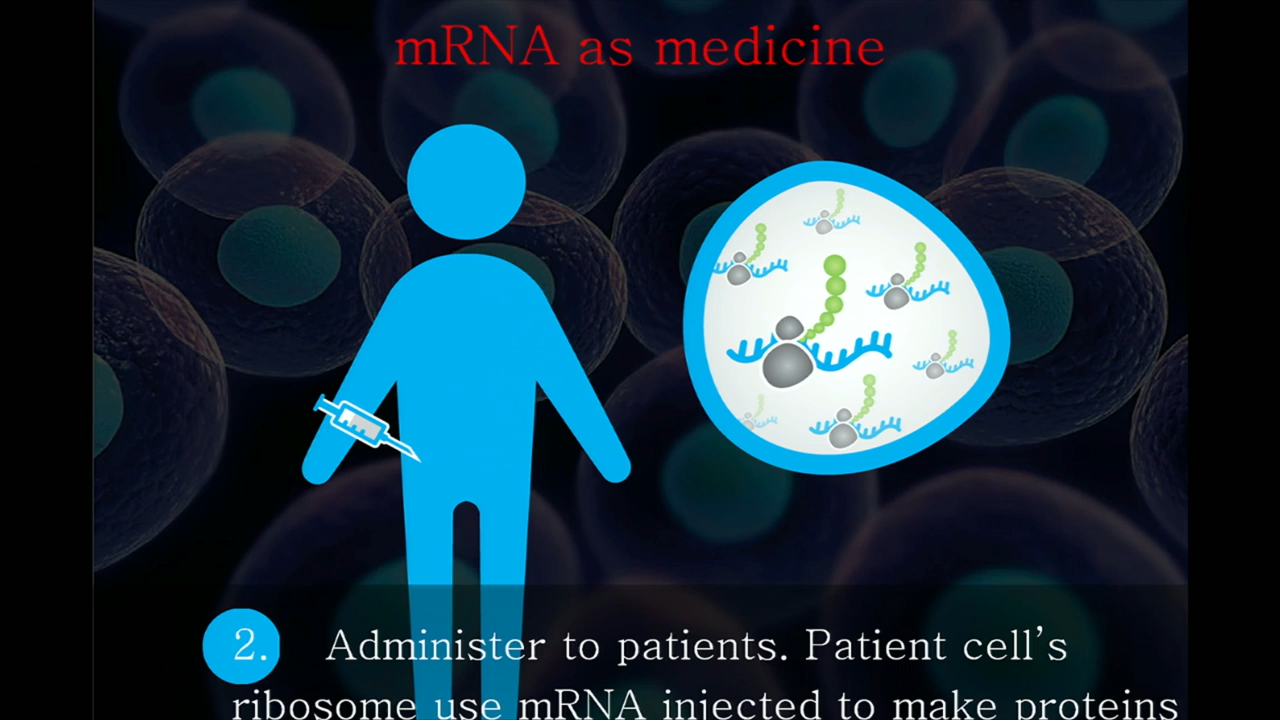 mRNA as medicine
2. Administer to patients. Patient cell’s
ribosome use mRNA injected to make proteins